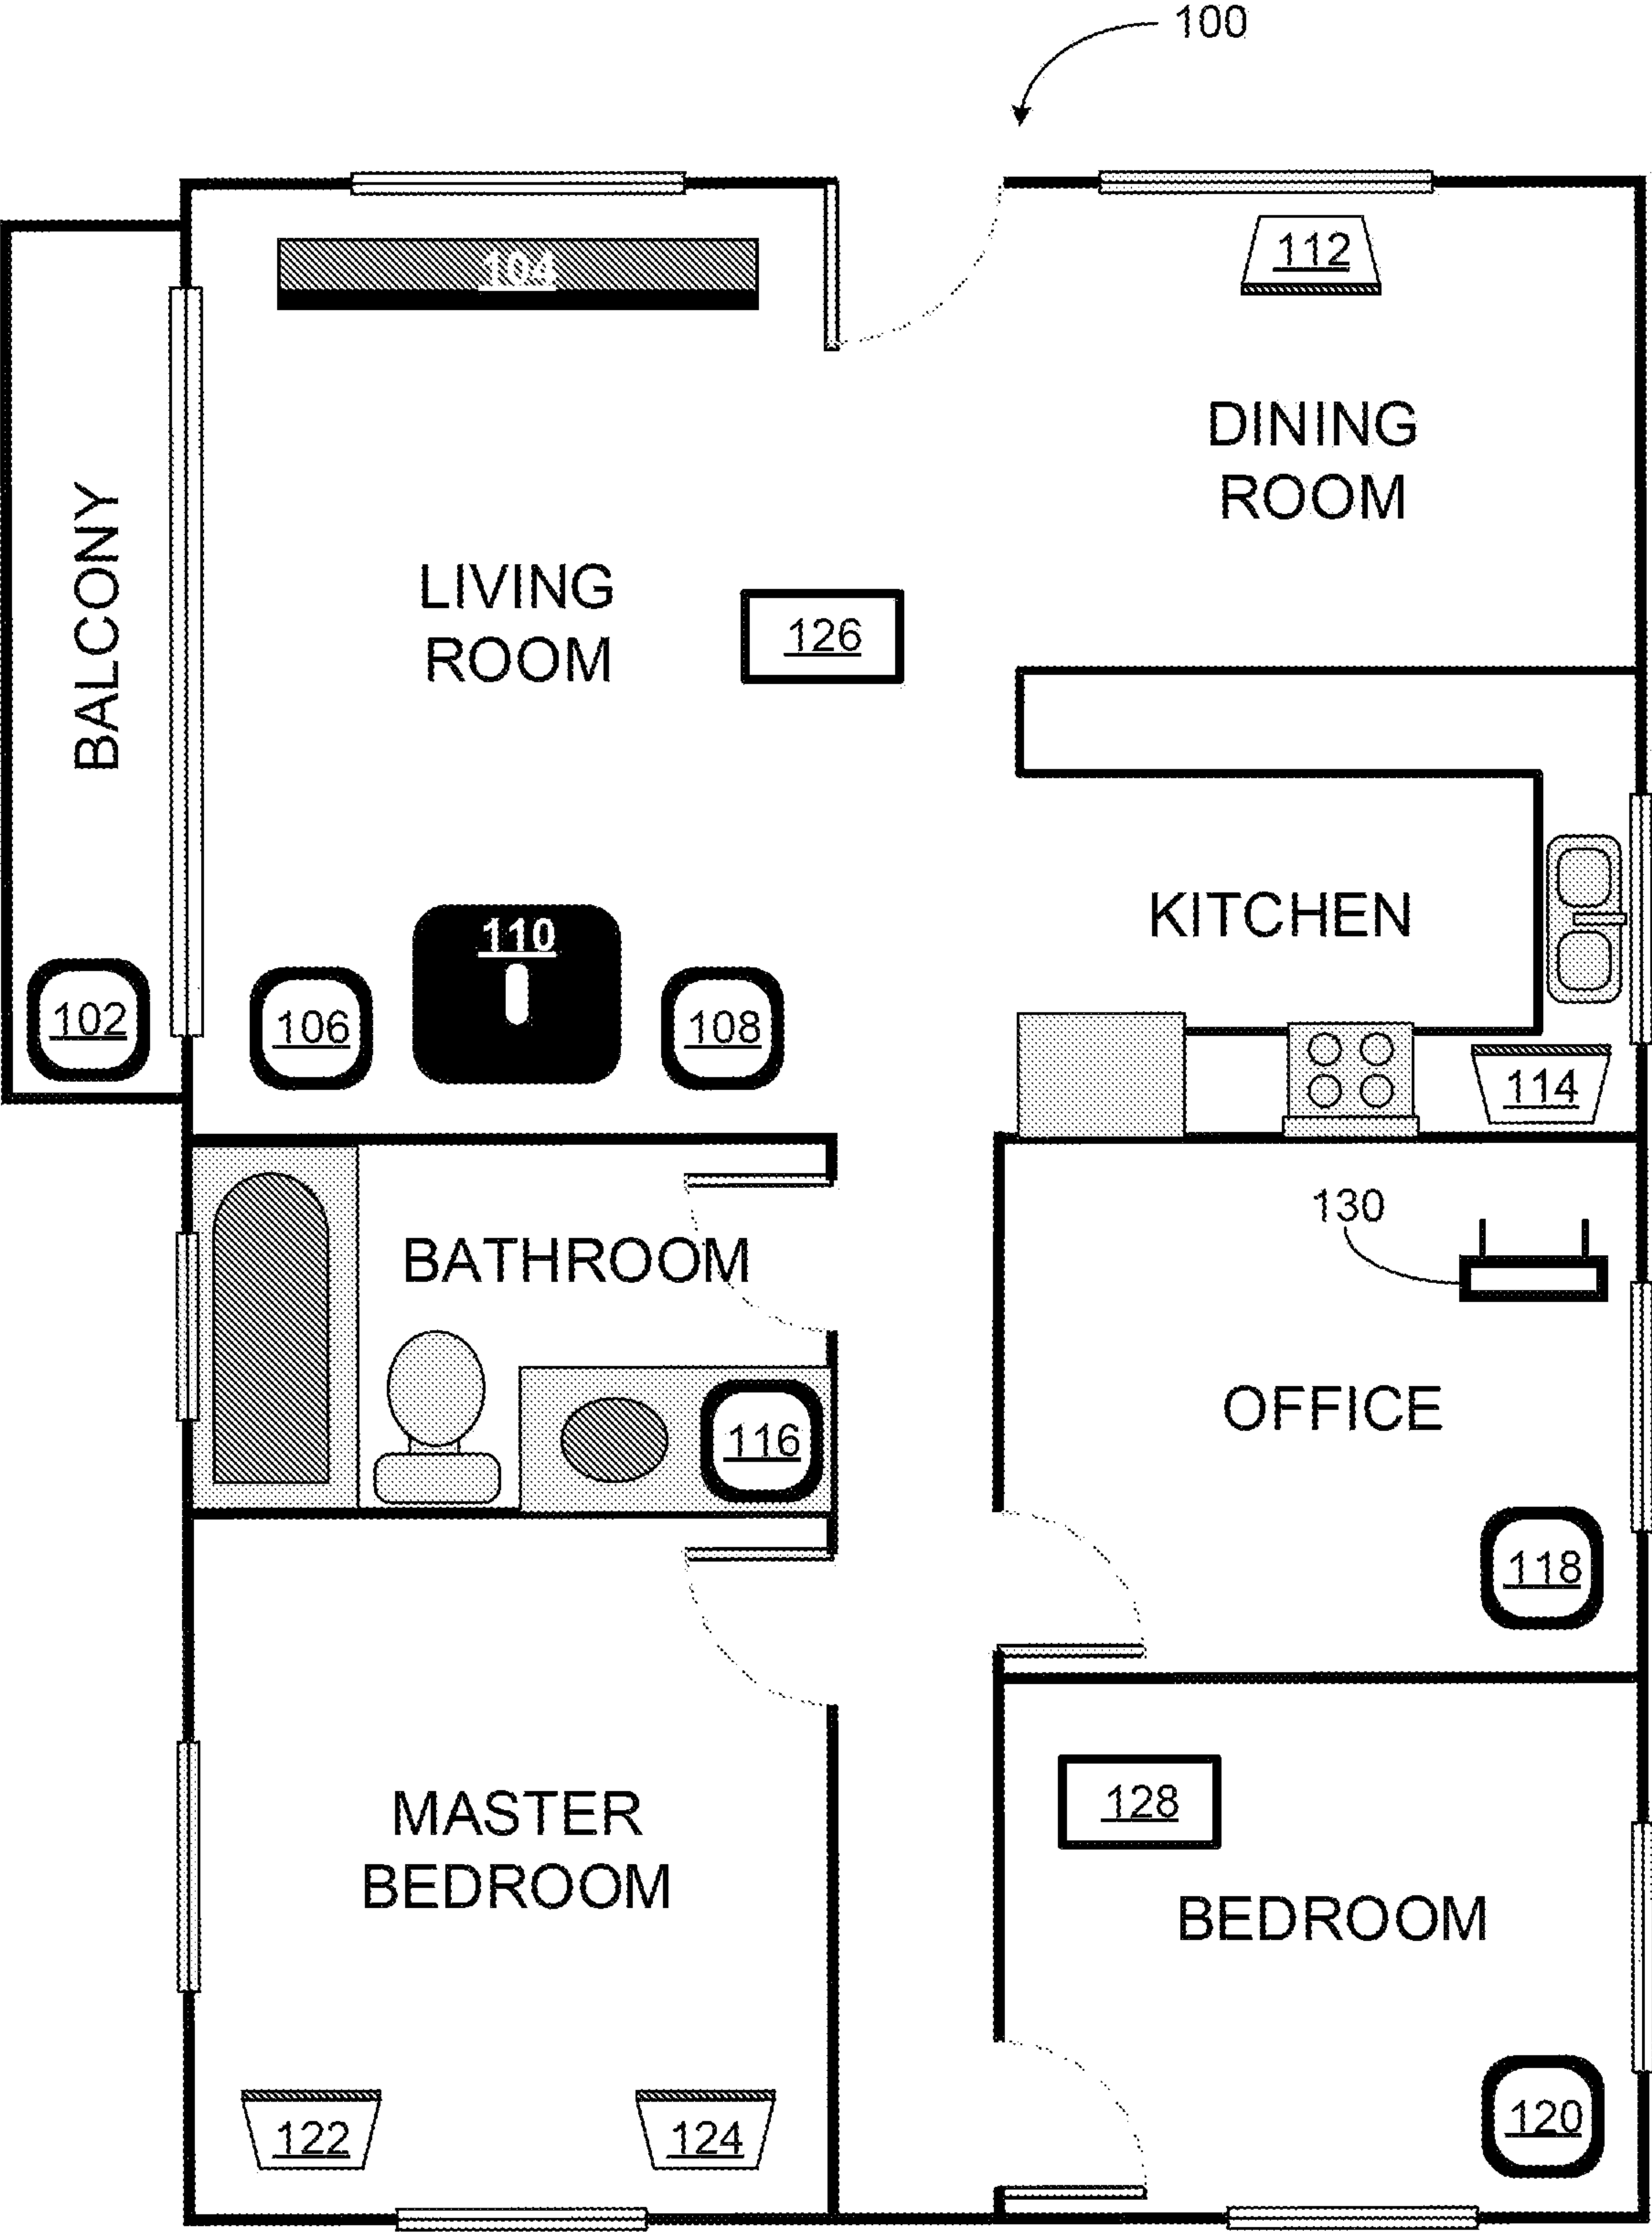 100
104
112
DINING
ROOM
BALCONY
LIVING
ROOM
126
KITCHEN
110
102
106
108
114
130
BATHROOM
OFFICE
116
118
128
MASTER
BEDROOM
BEDROOM
122
124
120